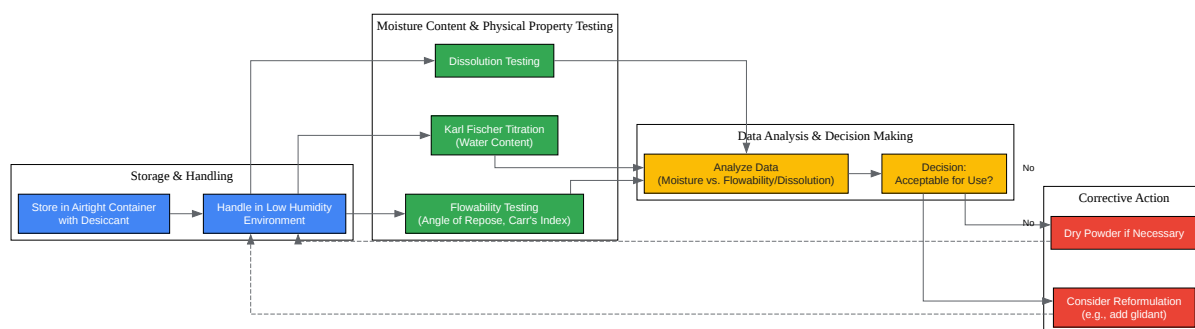 Moisture Content & Physical Property Testing
Dissolution Testing
Karl Fischer Titration
(Water Content)
Flowability Testing
(Angle of Repose, Carr's Index)
Storage & Handling
Store in Airtight Container
with Desiccant
Handle in Low Humidity
Environment
Data Analysis & Decision Making
Analyze Data
(Moisture vs. Flowability/Dissolution)
Decision:
Acceptable for Use?
No
No
Corrective Action
Dry Powder if Necessary
Consider Reformulation
(e.g., add glidant)